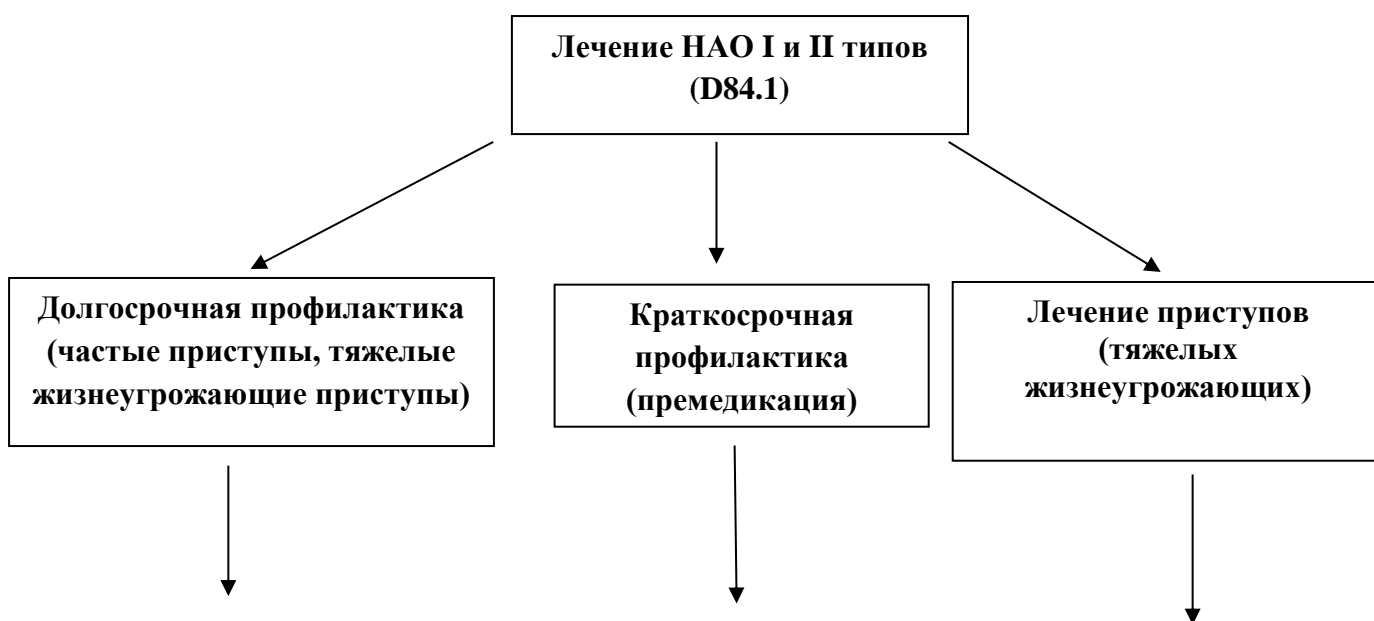 Лечение НАО I и II типов
(D84.1)
Долгосрочная профилактика
(частые приступы, тяжелые
жизнеугрожающие приступы)
Краткосрочная
профилактика
(премедикация)
Лечение приступов
(тяжелых
жизнеугрожающих)